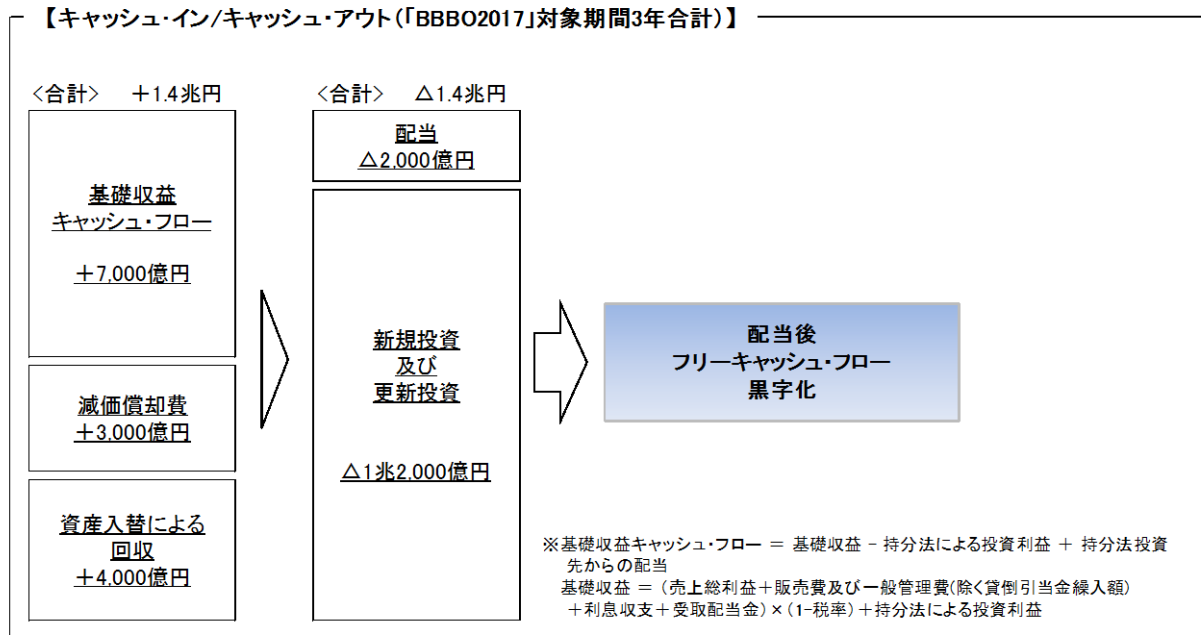 【キャッシュ・イン/キャッシュ・アウト(「BBBO2017」対象期間3年合計)】
<合計> ＋1.4兆円
基礎収益
キャッシュ・フロー
＋7,000億円
減価償却費
＋3,000億円
資産入替による
回収
＋4,000億円
<合計> △1.4兆円
配当
△2,000億円
新規投資
及び
更新投資
△1兆2,000億円
配当後
フリーキャッシュ・フロー
黒字化
※基礎収益キャッシュ・フロー ＝ 基礎収益 － 持分法による投資利益 ＋ 持分法投資
先からの配当
基礎収益 ＝ (売上総利益＋販売費及び一般管理費(除く貸倒引当金繰入額)
＋利息収支＋受取配当金) × (1-税率)＋持分法による投資利益